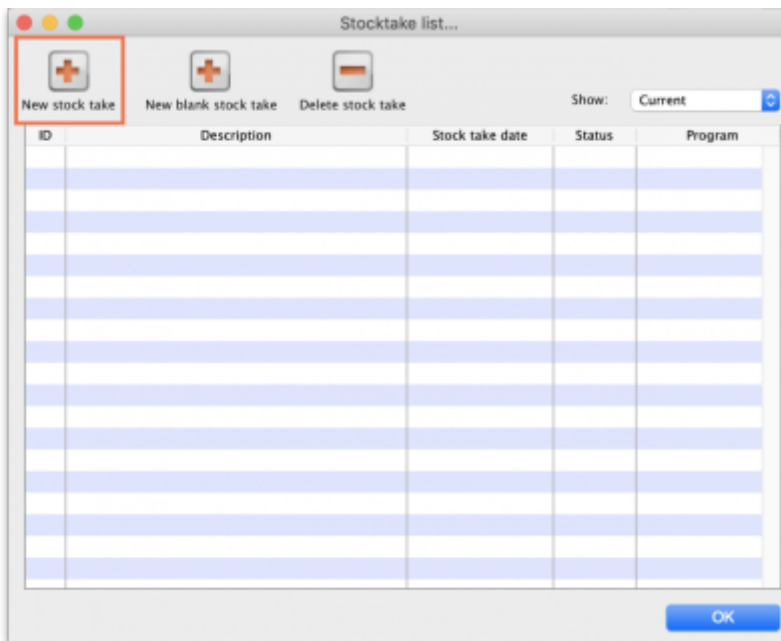 Stocktake list...
New stock take New blank stock take Delete stock take Show: Current
ID Description Stock take date Status Program
OK